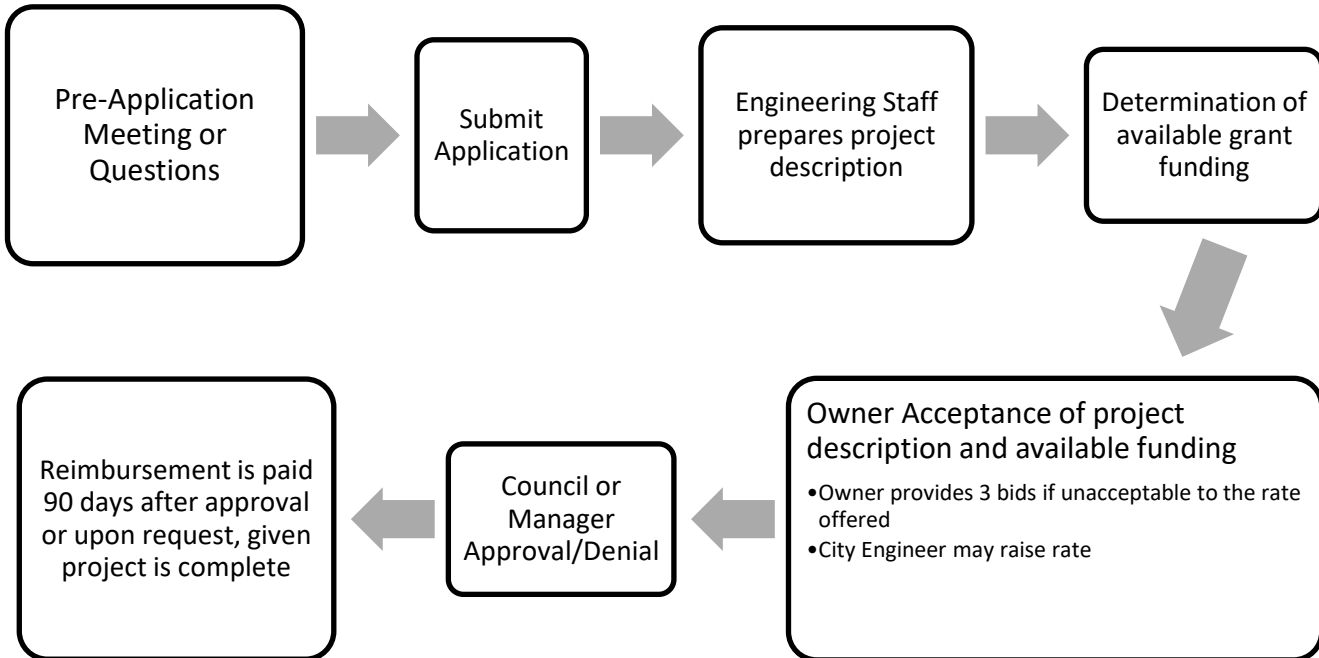 Pre-Application
Meeting or
Questions
Submit
Application
Engineering Staff
prepares project
description
Determination of
available grant
funding
Owner Acceptance of project
description and available funding
•Owner provides 3 bids if unacceptable to the rate
offered
•City Engineer may raise rate
Council or
Manager
Approval/Denial
Reimbursement is paid
90 days after approval
or upon request, given
project is complete